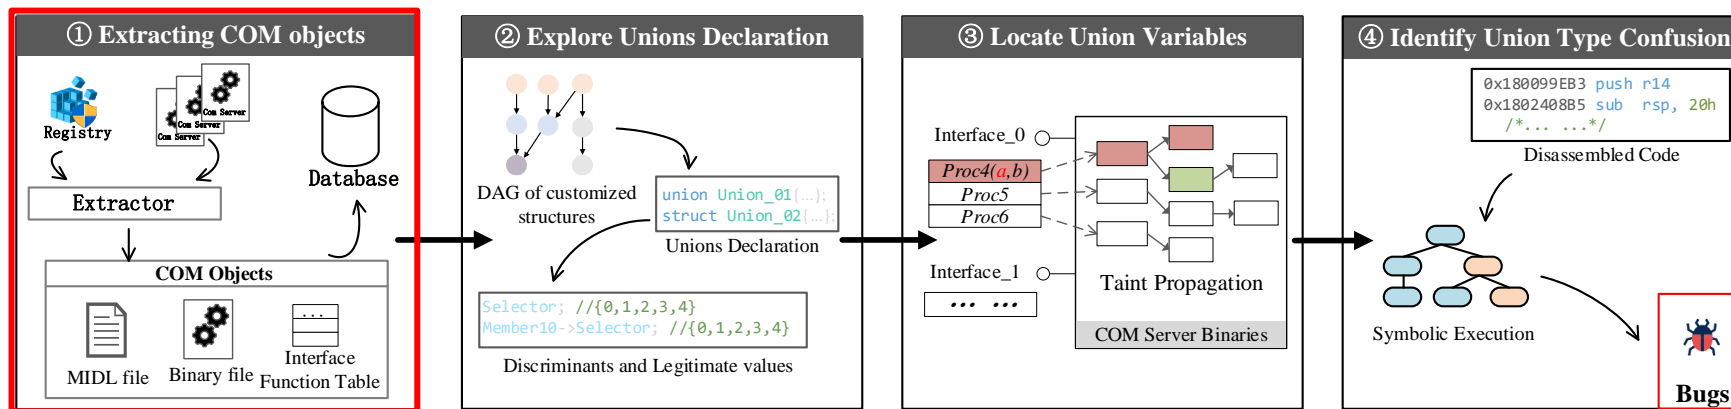 ① Extracting COM objects
Registry
Com Server
Com Server
Com Server
Extractor
Database
COM Objects
MIDL file
Binary file
...
Interface
Function Table
② Explore Unions Declaration
DAG of customized
structures
union Union_01{...};
struct Union_02{...};
Unions Declaration
Selector; //{0,1,2,3,4}
Member10->Selector; //{0,1,2,3,4}
Discriminants and Legitimate values
③ Locate Union Variables
Interface_0
Proc4(a,b)
Proc5
Proc6
Interface_1
... ...
Taint Propagation
COM Server Binaries
④ Identify Union Type Confusion
0x180099EB3 push r14
0x1802408B5 sub rsp, 20h
/*... ...*/
Disassembled Code
Symbolic Execution
Bugs